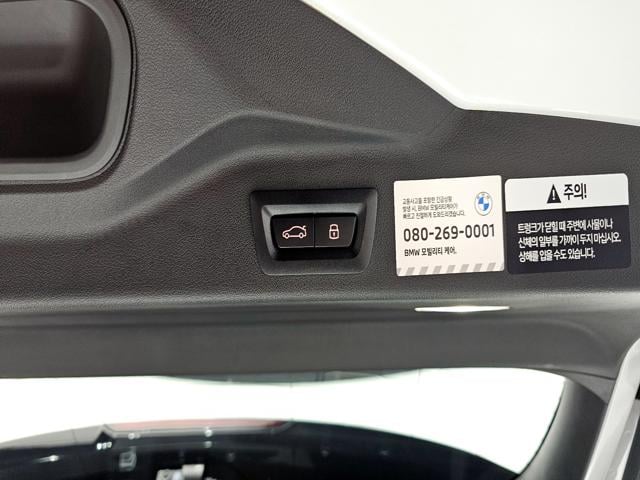 교통사고를 포함한 긴급상황
발생 시, BMW 모빌리티케어가
빠르고 친절하게 도와드리겠습니다.
080-269-0001
BMW 모빌리티 케어.
주의!
트렁크가 닫힐 때 주변에 사물이나
신체의 일부를 가까이 두지 마십시오.
상해를 입을 수도 있습니다.